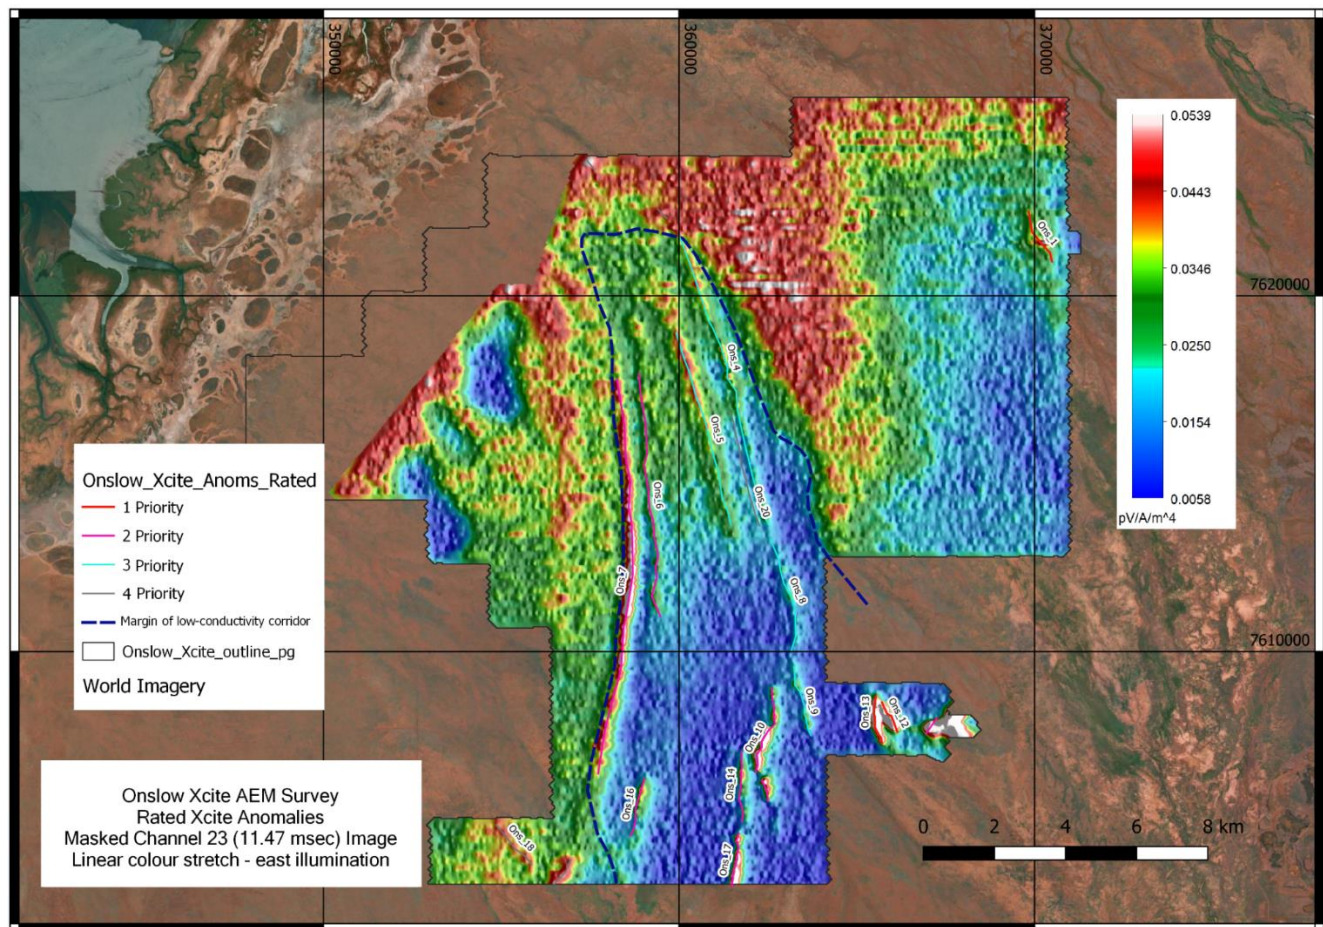 350000
360000
370000
0.0539
0.0443
0.0346
0.0250
0.0154
0.0058
pV/A/m^4
Ons_1
7620000
Ons_4
Ons_5
Ons_6
Ons_20
Ons_7
Ons_8
7610000
Ons_9
Ons_13
Ons_12
Ons_10
Ons_14
Ons_16
Ons_18
Ons_17
Onslow_Xcite_Anoms_Rated
1 Priority
2 Priority
3 Priority
4 Priority
Margin of low-conductivity corridor
Onslow_Xcite_outline_pg
World Imagery
Onslow Xcite AEM Survey
Rated Xcite Anomalies
Masked Channel 23 (11.47 msec) Image
Linear colour stretch - east illumination
0 2 4 6 8 km